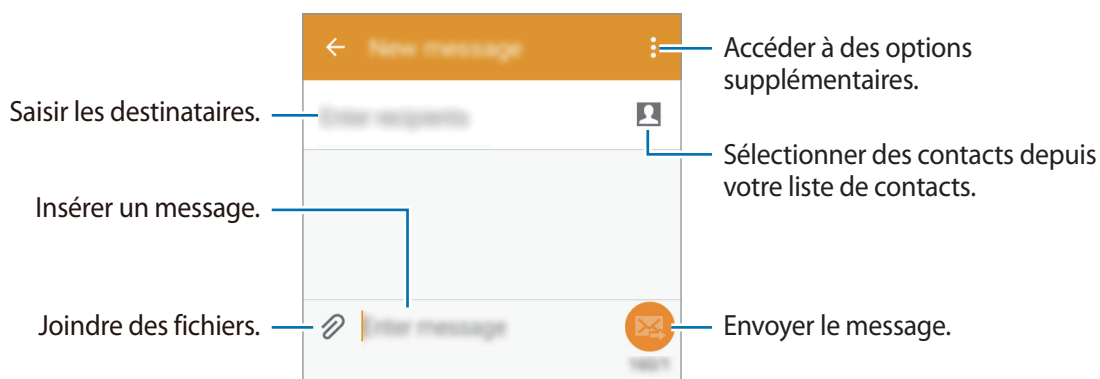 New message
Accéder à des options
supplémentaires.
Saisir les destinataires.
Enter recipients
Sélectionner des contacts depuis
votre liste de contacts.
Insérer un message.
Joindre des fichiers.
Enter message
Envoyer le message.